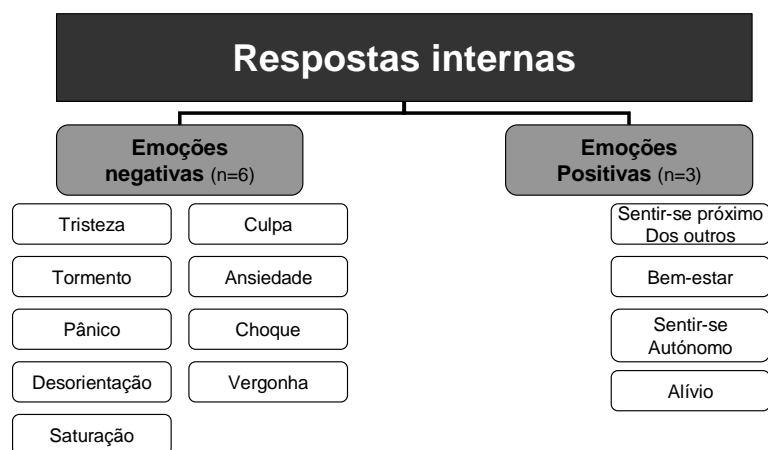 Respostas internas
Emoções
negativas (n=6)
Emoções
Positivas (n=3)
Tristeza
Culpa
Sentir-se próximo
Dos outros
Tormento
Ansiedade
Bem-estar
Pânico
Choque
Sentir-se
Autónomo
Desorientação
Vergonha
Alívio
Saturação